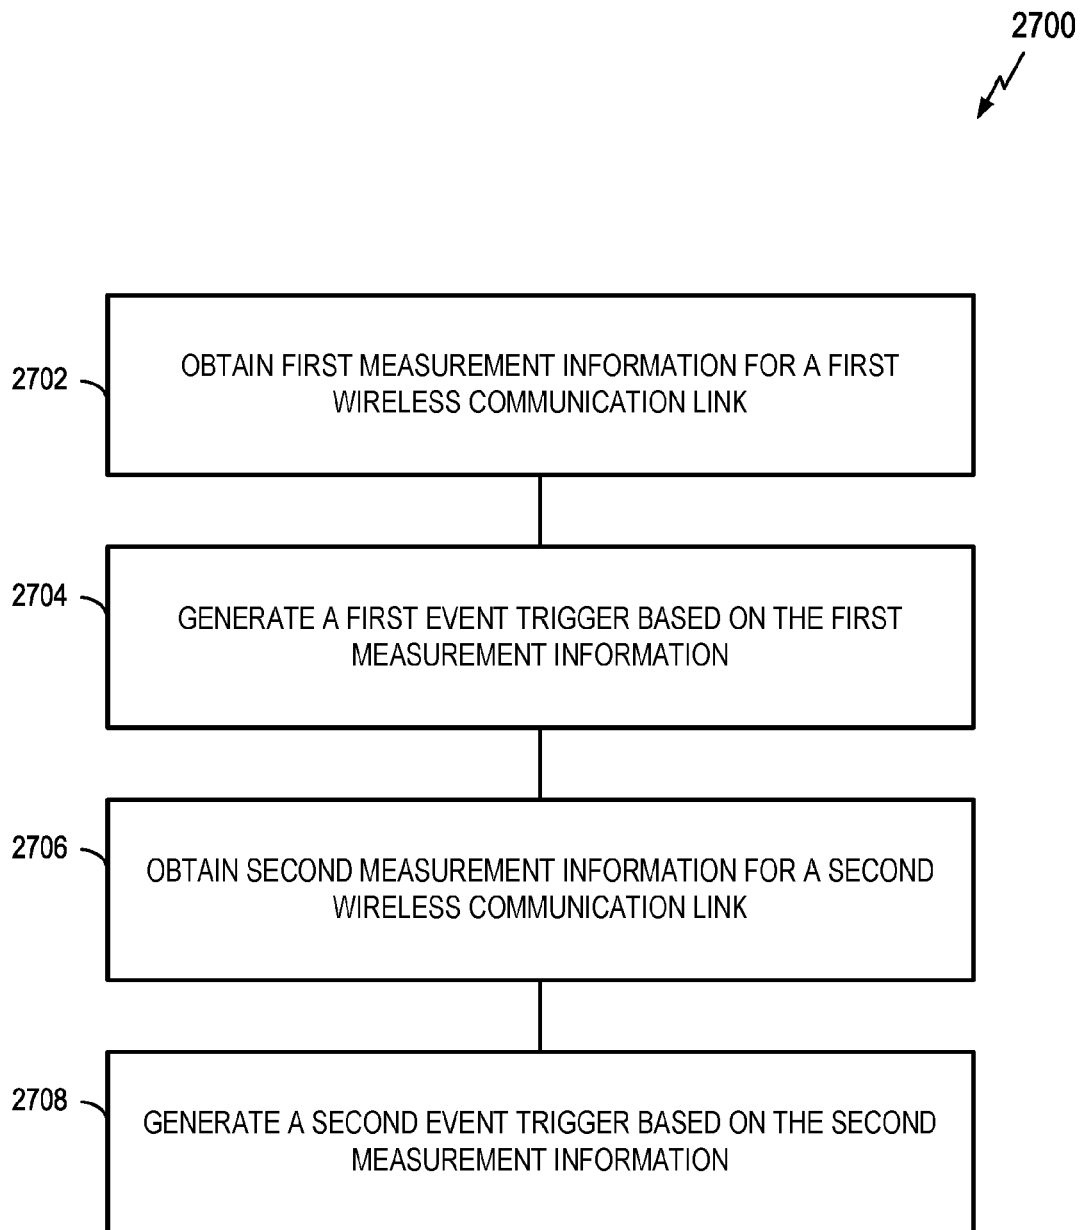 2700
2702
OBTAIN FIRST MEASUREMENT INFORMATION FOR A FIRST
WIRELESS COMMUNICATION LINK
2704
GENERATE A FIRST EVENT TRIGGER BASED ON THE FIRST
MEASUREMENT INFORMATION
2706
OBTAIN SECOND MEASUREMENT INFORMATION FOR A SECOND
WIRELESS COMMUNICATION LINK
2708
GENERATE A SECOND EVENT TRIGGER BASED ON THE SECOND
MEASUREMENT INFORMATION